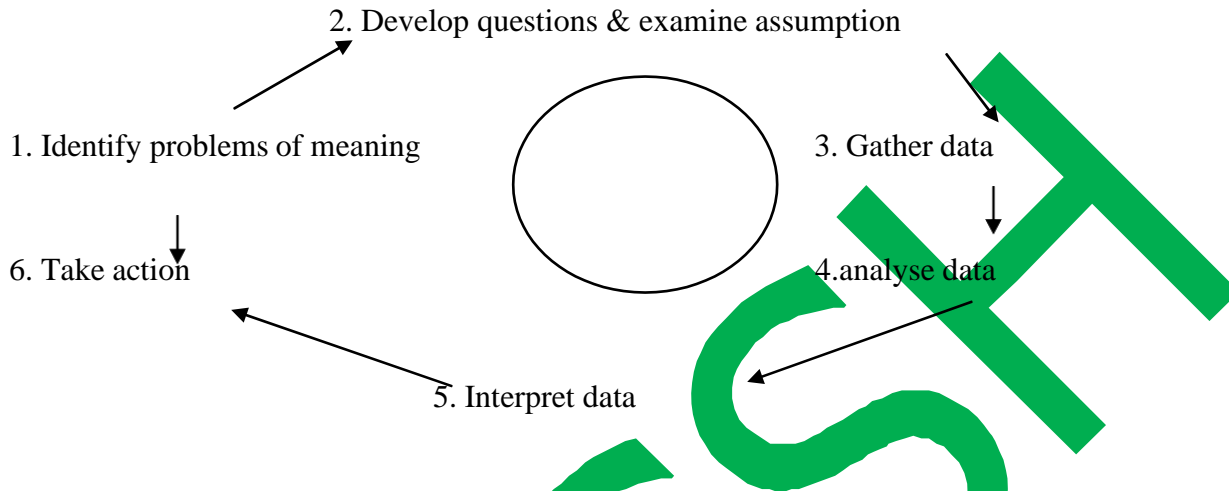 2. Develop questions & examine assumption
1. Identify problems of meaning
3. Gather data
6. Take action
4.analyse data
5. Interpret data